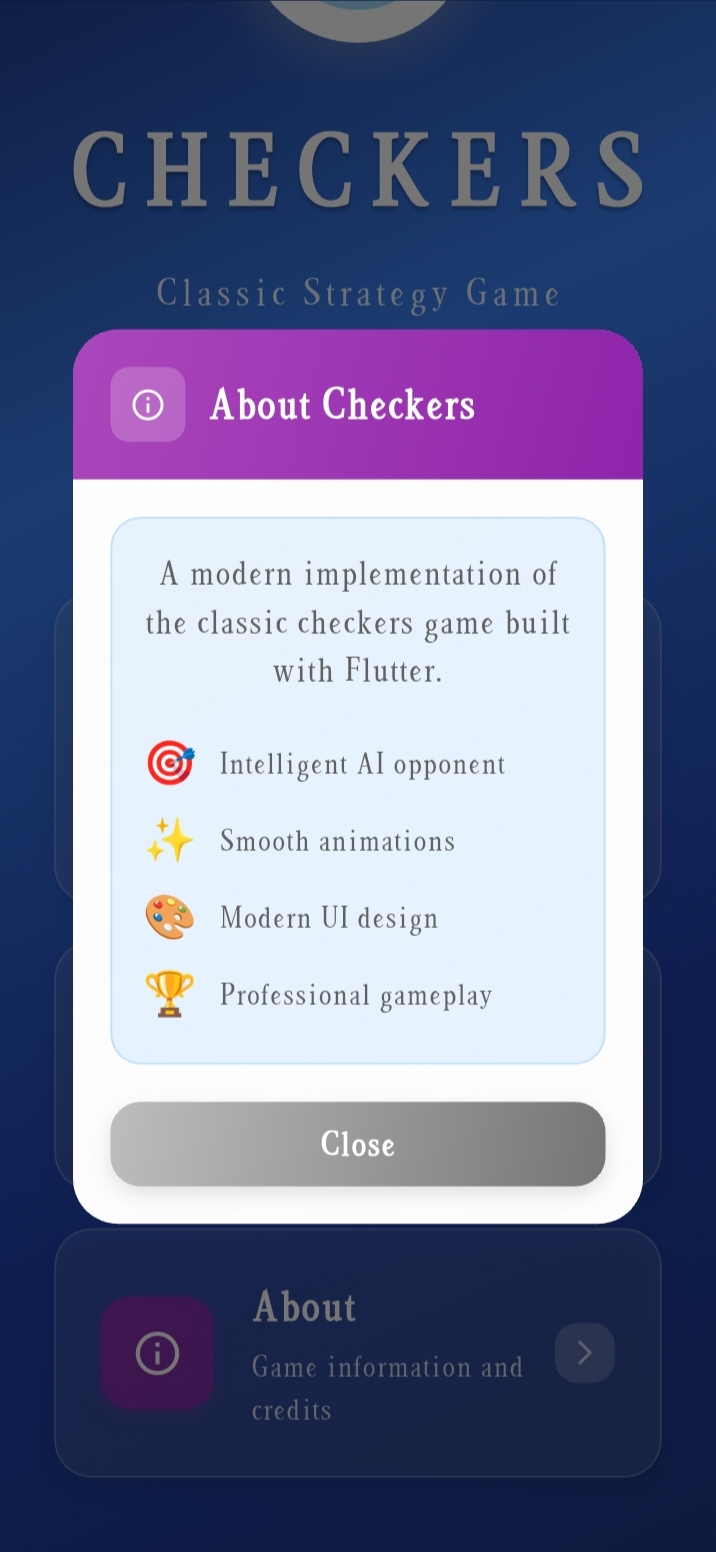 CHECKERS
Classic Strategy Game
About Checkers
A modern implementation of
the classic checkers game built
with Flutter.
Intelligent AI opponent
Smooth animations
Modern UI design
Professional gameplay
Close
About
Game information and
credits